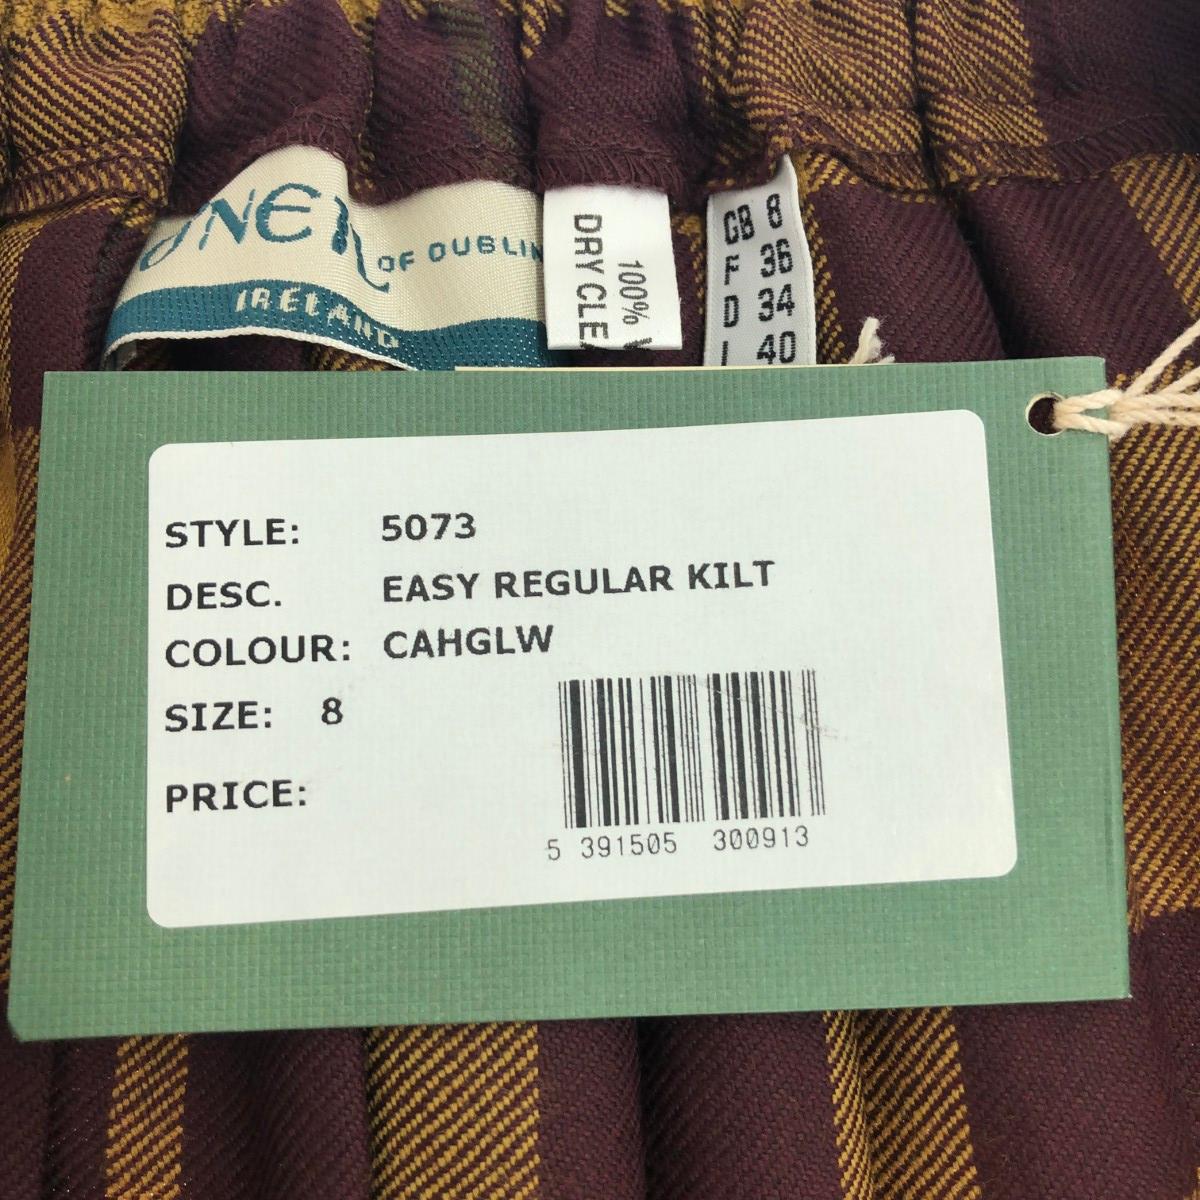 OF DUBLIN
IRELAND
100%
DRY
GB 8
F 36
D 34
I 40
STYLE: 5073
DESC. EASY REGULAR KILT
COLOUR: CAHGLW
SIZE: 8
PRICE:
5 391505 300913